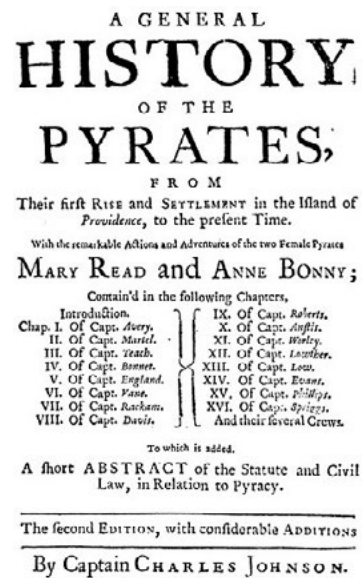 A GENERAL
HISTORY
OF THE
PYRATES,
FROM
Their firſt RISE and SETTLEMENT in the Iſland of
Providence, to the preſent Time.
With the remarkable Actions and Adventures of the two Female Pyrates
MARY READ and ANNE BONNY;
Contain'd in the following Chapters,
Introduction.
Chap. I. Of Capt. Avery.
II. Of Capt. Martel.
III. Of Capt. Teach.
IV. Of Capt. Bonnet.
V. Of Capt. England.
VI. Of Capt. Vane.
VII. Of Capt. Rackam.
VIII. Of Capt. Davis.
IX. Of Capt. Roberts.
X. Of Capt. Anſtis.
XI. Of Capt. Worley.
XII. Of Capt. Lowther.
XIII. Of Capt. Low.
XIV. Of Capt. Evans.
XV. Of Capt. Phillips.
XVI. Of Capt. Spriggs.
And their ſeveral Crews.
To which is added.
A ſhort ABSTRACT of the Statute and Civil
Law, in Relation to Pyracy.
The ſecond EDITION, with conſiderable ADDITIONS
By Captain CHARLES JOHNSON.